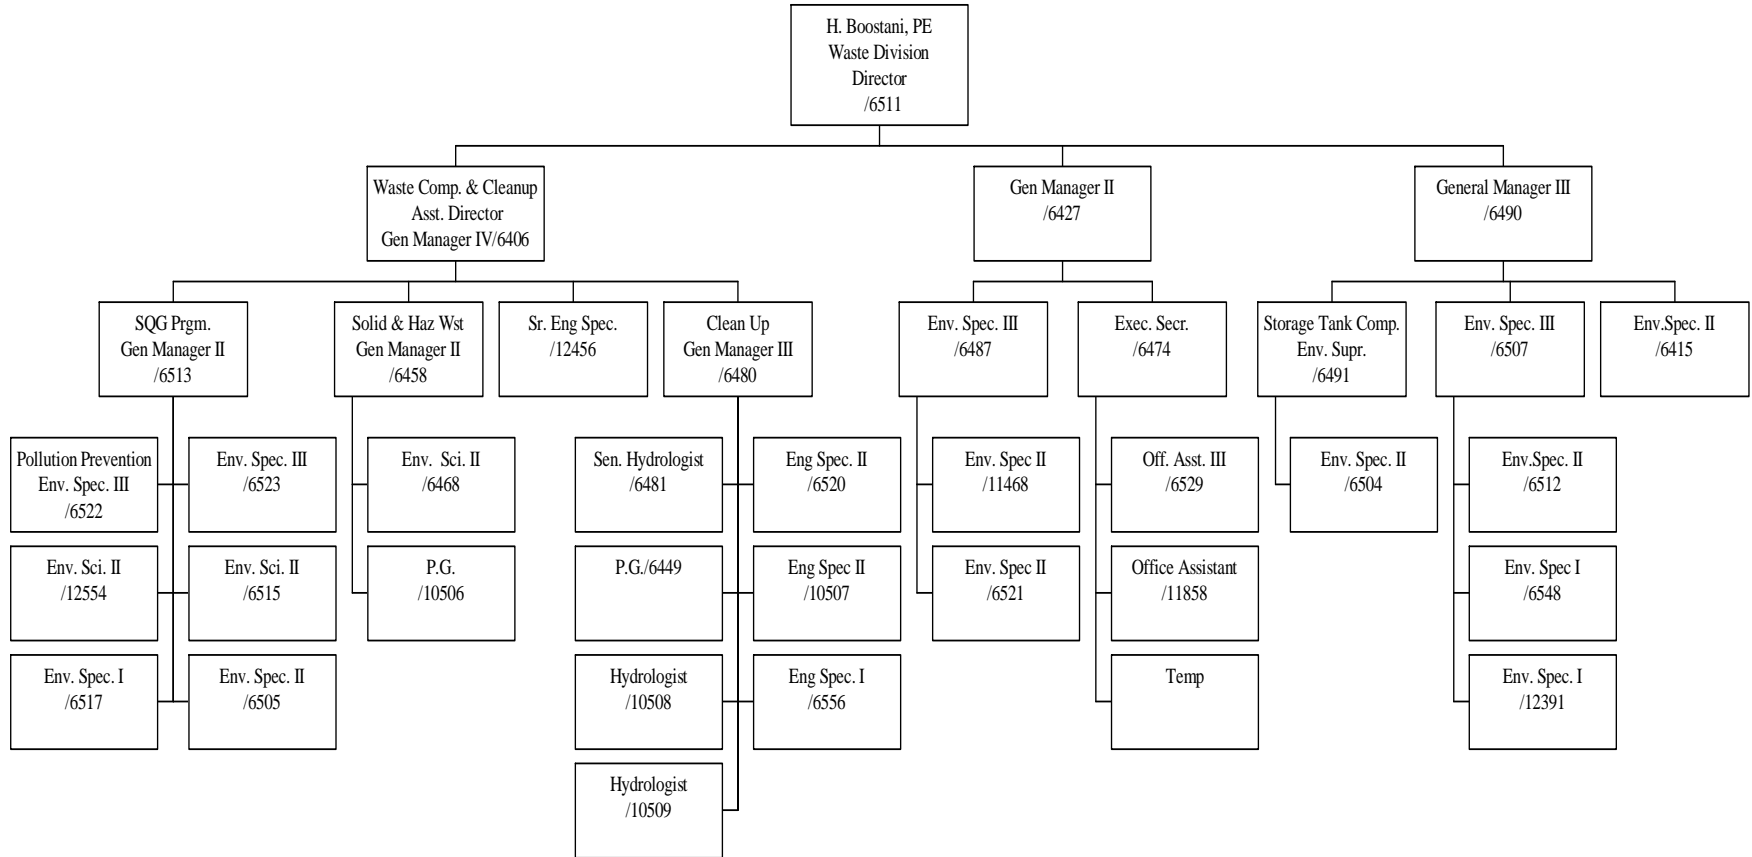 H. Boostani, PE
Waste Division
Director
/6511
Waste Comp. & Cleanup
Asst. Director
Gen Manager IV/6406
Gen Manager II
/6427
General Manager III
/6490
SQG Prgm.
Gen Manager II
/6513
Solid & Haz Wst
Gen Manager II
/6458
Sr. Eng Spec.
/12456
Clean Up
Gen Manager III
/6480
Env. Spec. III
/6487
Exec. Secr.
/6474
Storage Tank Comp.
Env. Supr.
/6491
Env. Spec. III
/6507
Env.Spec. II
/6415
Pollution Prevention
Env. Spec. III
/6522
Env. Spec. III
/6523
Env. Sci. II
/6468
Sen. Hydrologist
/6481
Eng Spec. II
/6520
Env. Spec II
/11468
Off. Asst. III
/6529
Env. Spec. II
/6504
Env.Spec. II
/6512
Env. Sci. II
/12554
Env. Sci. II
/6515
P.G.
/10506
P.G./6449
Eng Spec II
/10507
Env. Spec II
/6521
Office Assistant
/11858
Env. Spec I
/6548
Env. Spec. I
/6517
Env. Spec. II
/6505
Hydrologist
/10508
Eng Spec. I
/6556
Temp
Env. Spec. I
/12391
Hydrologist
/10509